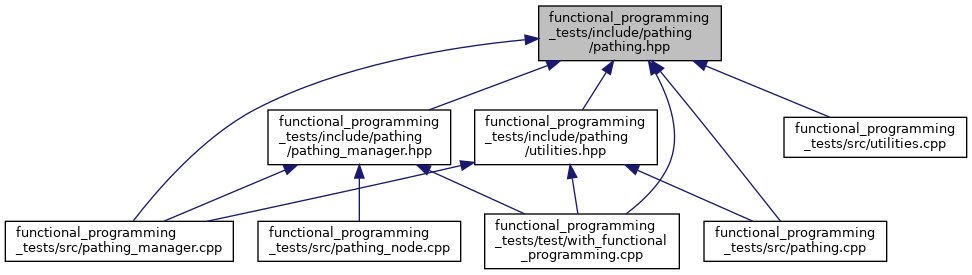 functional_programming
_tests/include/pathing
/pathing.hpp
functional_programming
_tests/include/pathing
/pathing_manager.hpp
functional_programming
_tests/include/pathing
/utilities.hpp
functional_programming
_tests/src/utilities.cpp
functional_programming
_tests/src/pathing_manager.cpp
functional_programming
_tests/src/pathing_node.cpp
functional_programming
_tests/test/with_functional
_programming.cpp
functional_programming
_tests/src/pathing.cpp